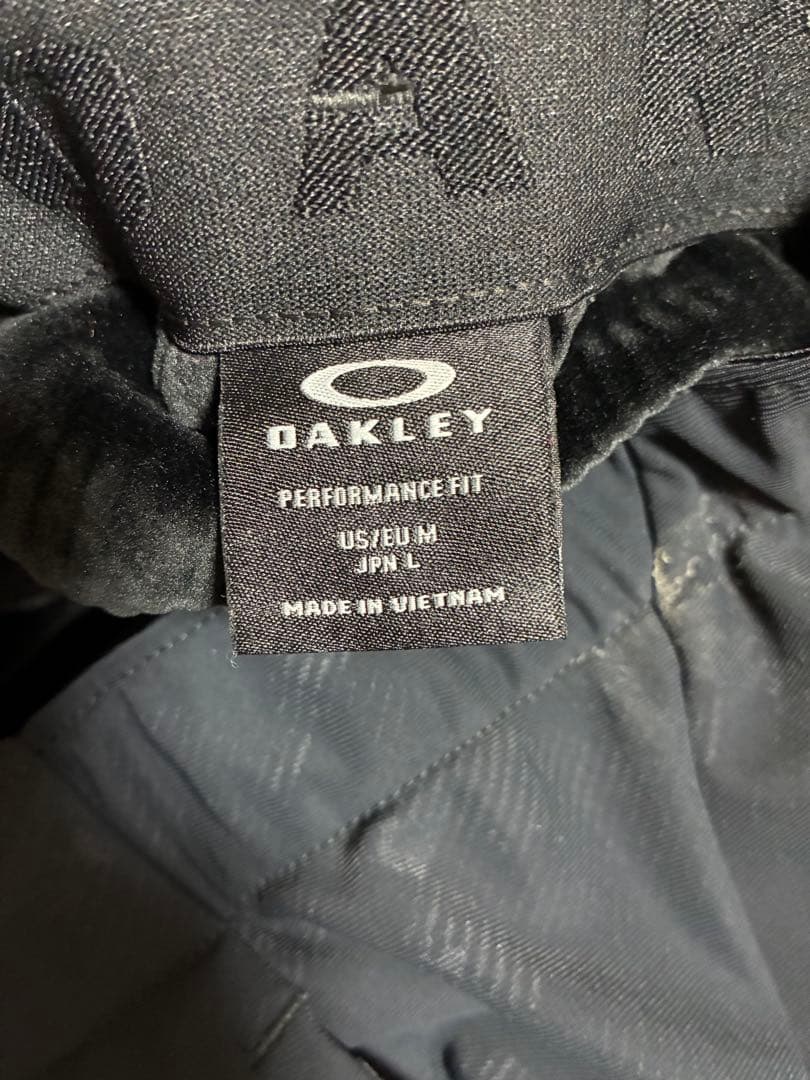 A
OAKLEY
PERFORMANCE FIT
US/EU M
JPN L
MADE IN VIETNAM